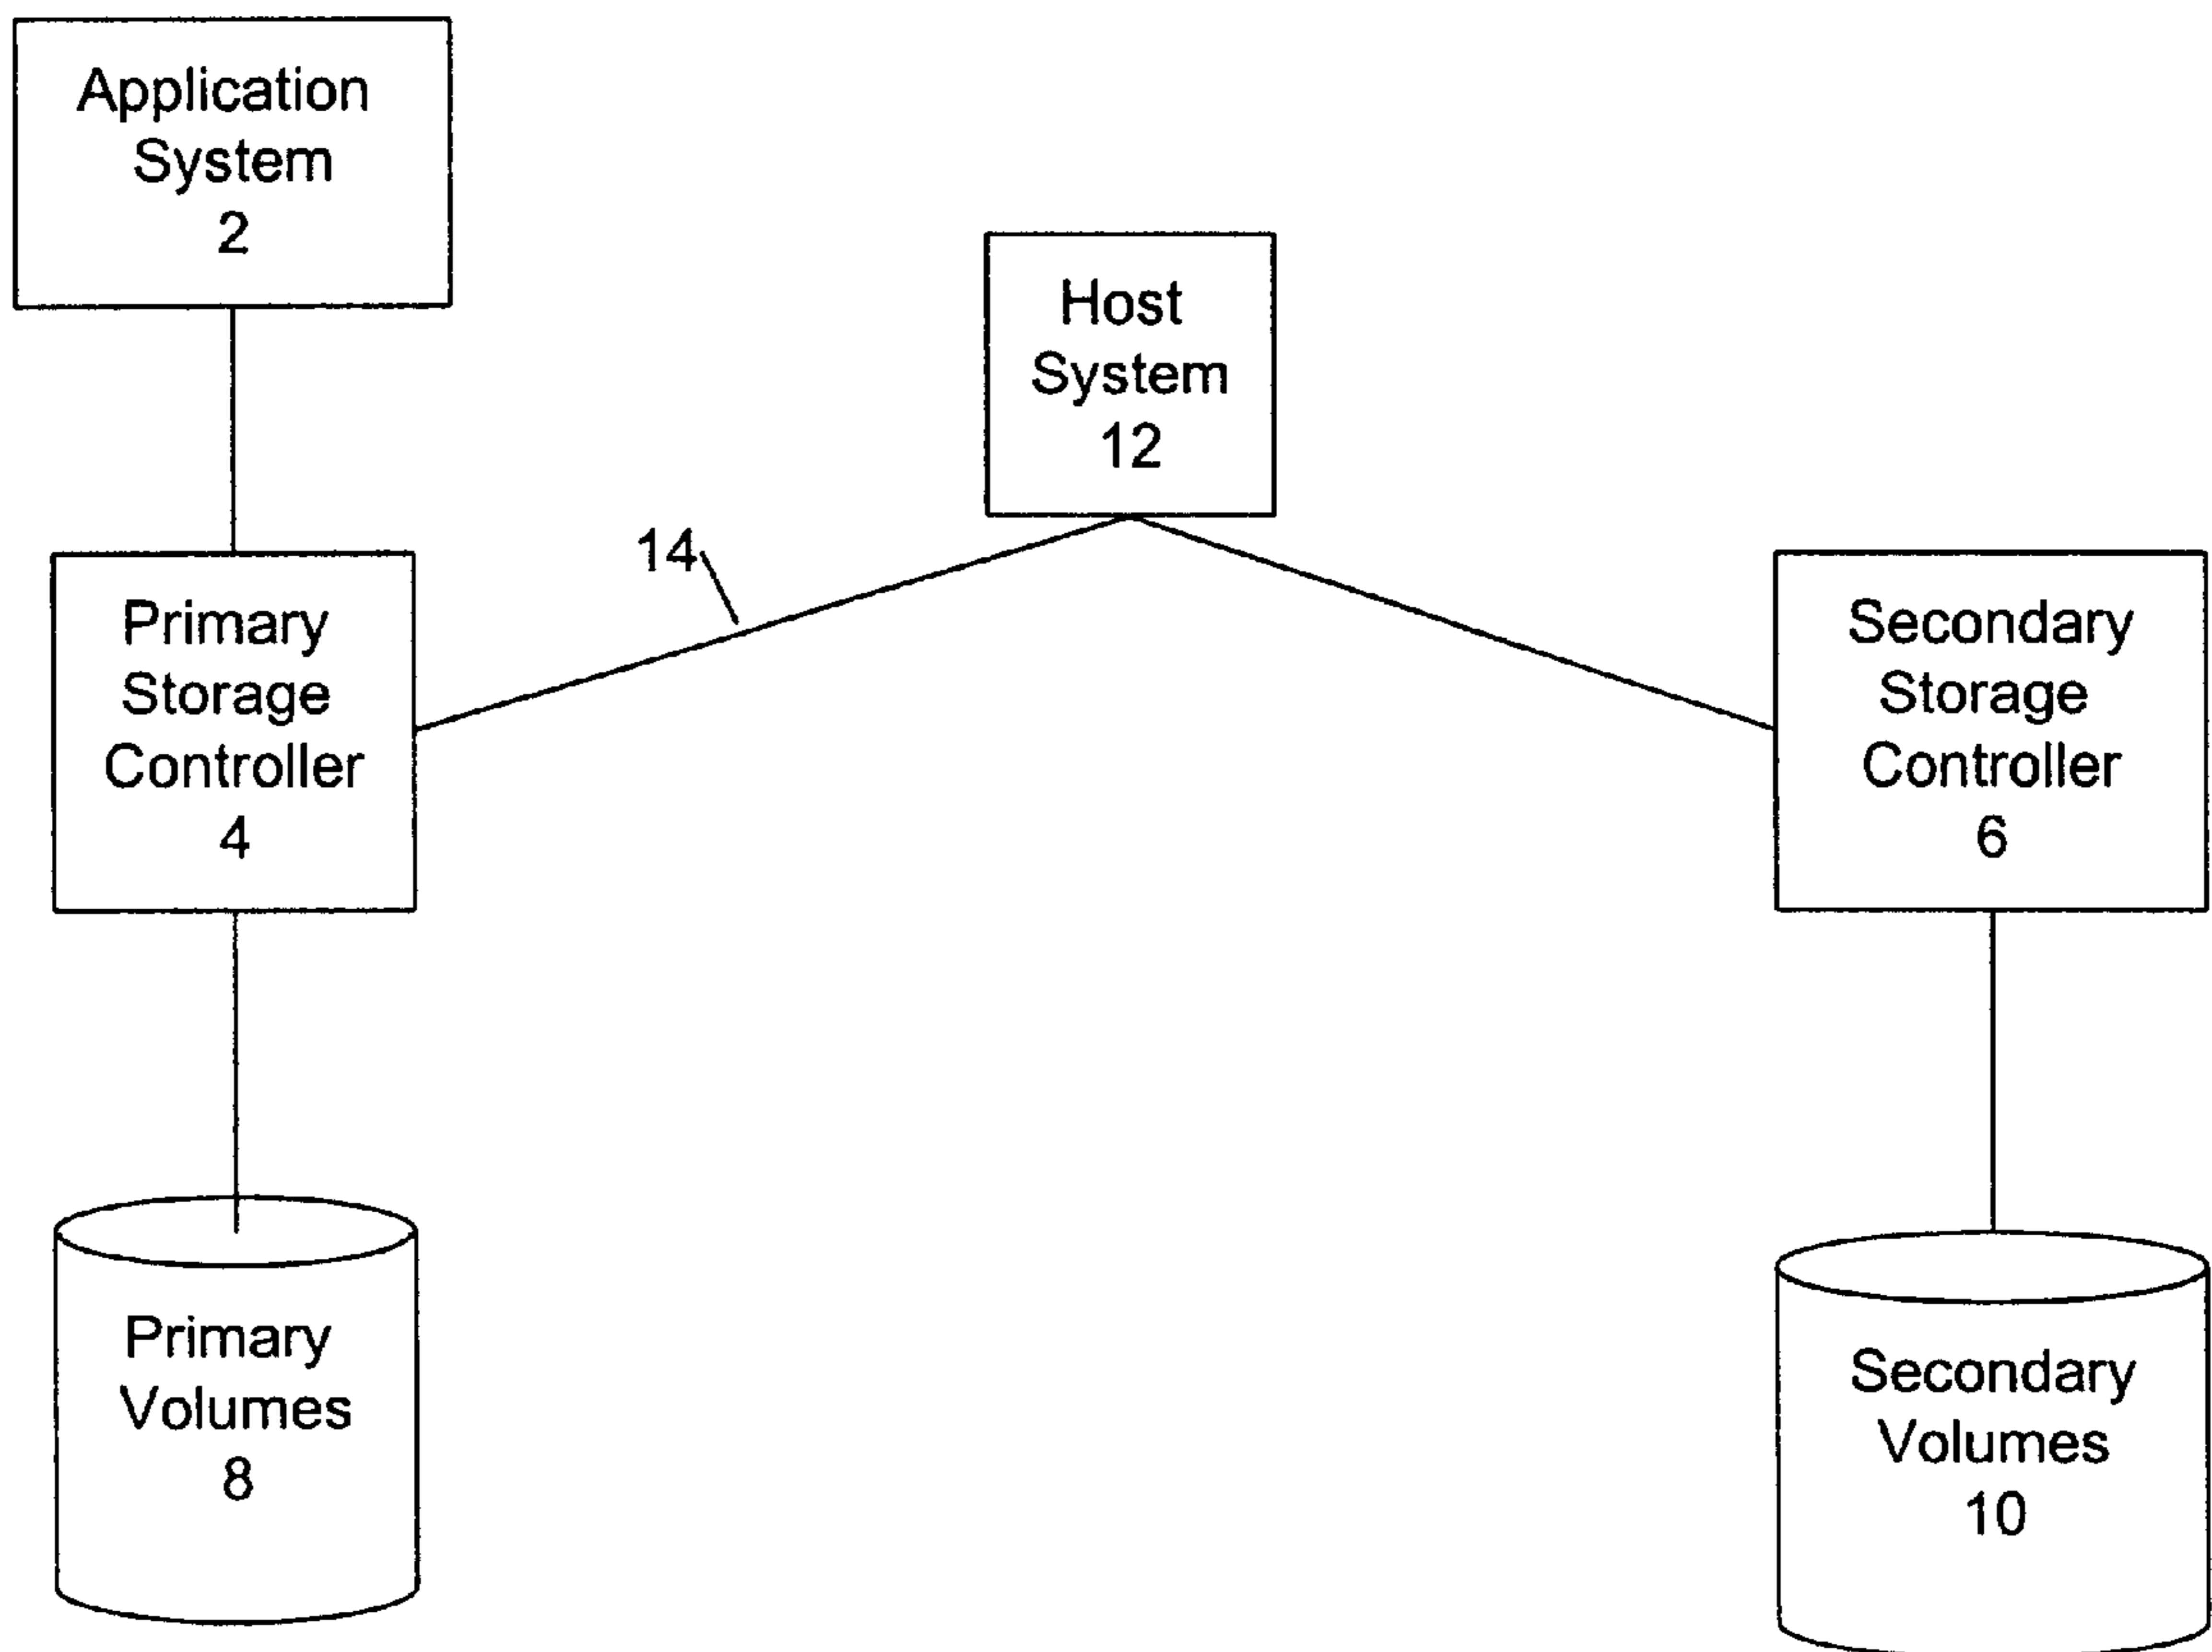 Application
System
2
Host
System
12
14
Primary
Storage
Controller
4
Secondary
Storage
Controller
6
Primary
Volumes
8
Secondary
Volumes
10